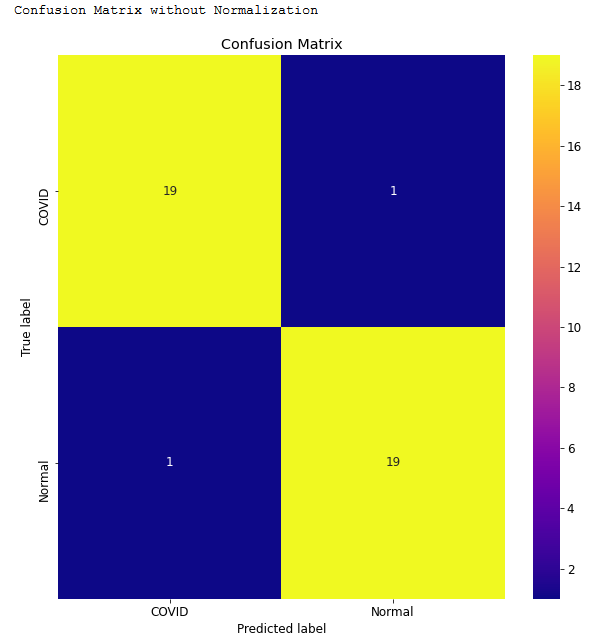 Confusion Matrix without Normalization
Confusion Matrix
COVID
19
1
Normal
1
19
True label
COVID
Normal
Predicted label
18
16
14
12
10
8
6
4
2